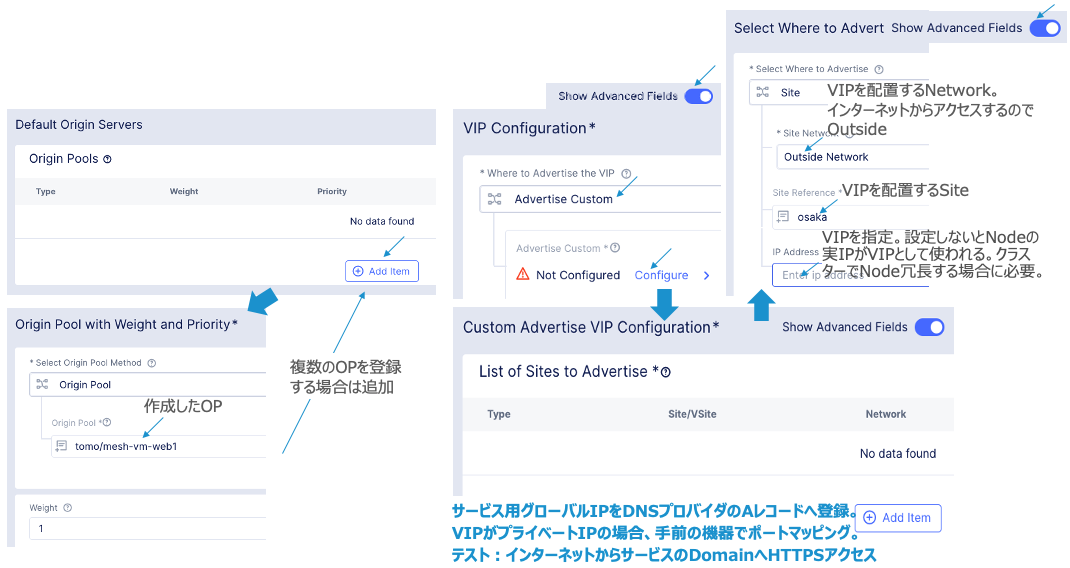 Default Origin Servers
Origin Pools
Type Weight Priority
No data found
Add Item
Origin Pool with Weight and Priority*
* Select Origin Pool Method
Origin Pool
作成したOP
Origin Pool *
tomo/mesh-vm-web1
Weight
1
複数のOPを登録
する場合は追加
Show Advanced Fields
VIP Configuration*
* Where to Advertise the VIP
Advertise Custom
Advertise Custom *
Not Configured Configure
Select Where to Advert Show Advanced Fields
* Select Where to Advertise
Site
VIPを配置するNetwork。
インターネットからアクセスするので
Outside
* Site Network
Outside Network
Site Reference *
VIPを配置するSite
osaka
VIPを指定。設定しないとNodeの
IP Address
実IPがVIPとして使われる。クラス
Enter ip address
ターでNode冗長する場合に必要。
Custom Advertise VIP Configuration* Show Advanced Fields
List of Sites to Advertise *
Type Site/VSite Network
No data found
サービス用グローバルIPをDNSプロバイダのAレコードへ登録。
Add Item
VIPがプライベートIPの場合、手前の機器でポートマッピング。
テスト：インターネットからサービスのDomainへHTTPSアクセス